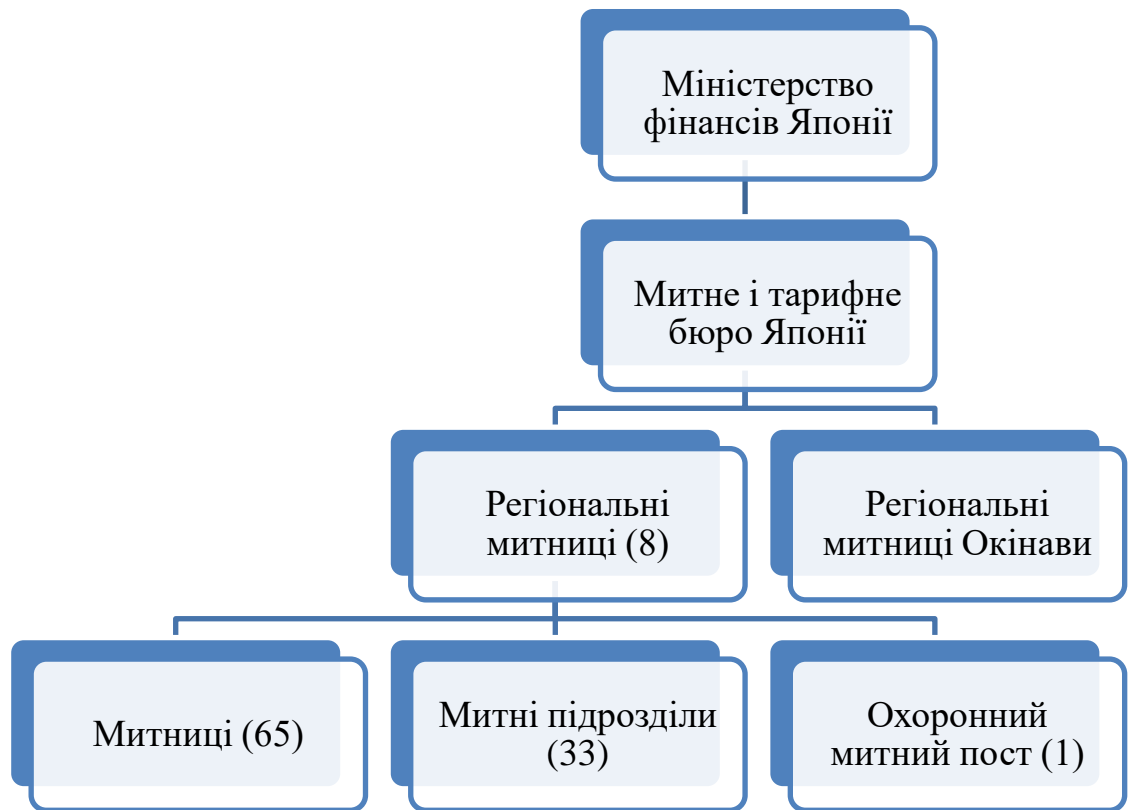 Міністерство
фінансів Японії
Митне і тарифне
бюро Японії
Регіональні
митниці (8)
Регіональні
митниці Окінави
Митниці (65)
Митні підрозділи
(33)
Охоронний
митний пост (1)